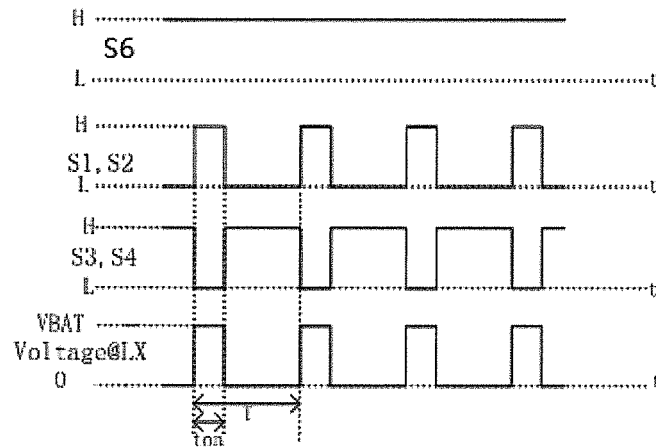 H
S6
L t
H
S1, S2
L t
H
S3, S4
L t
VBAT
Voltage@LX
0 t
T
ton